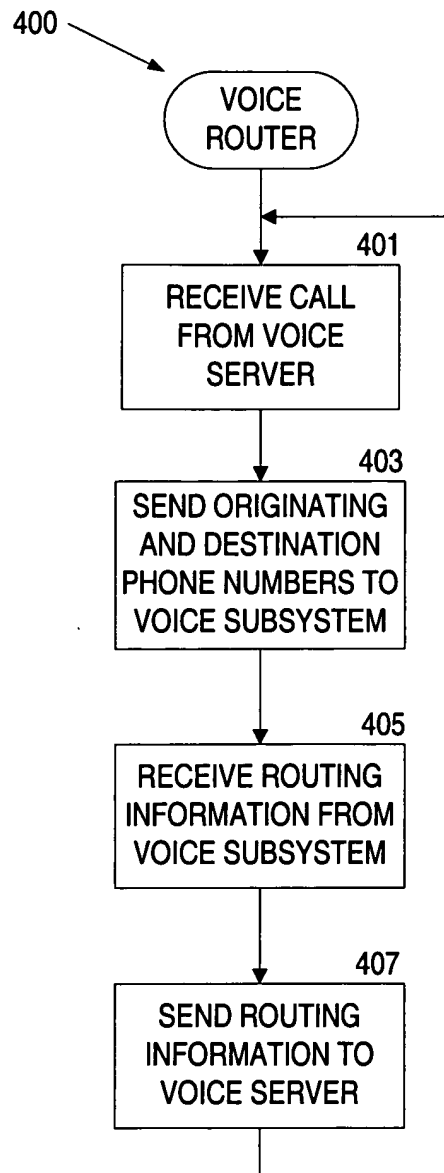 400
VOICE
ROUTER
401
RECEIVE CALL
FROM VOICE
SERVER
403
SEND ORIGINATING
AND DESTINATION
PHONE NUMBERS TO
VOICE SUBSYSTEM
405
RECEIVE ROUTING
INFORMATION FROM
VOICE SUBSYSTEM
407
SEND ROUTING
INFORMATION TO
VOICE SERVER